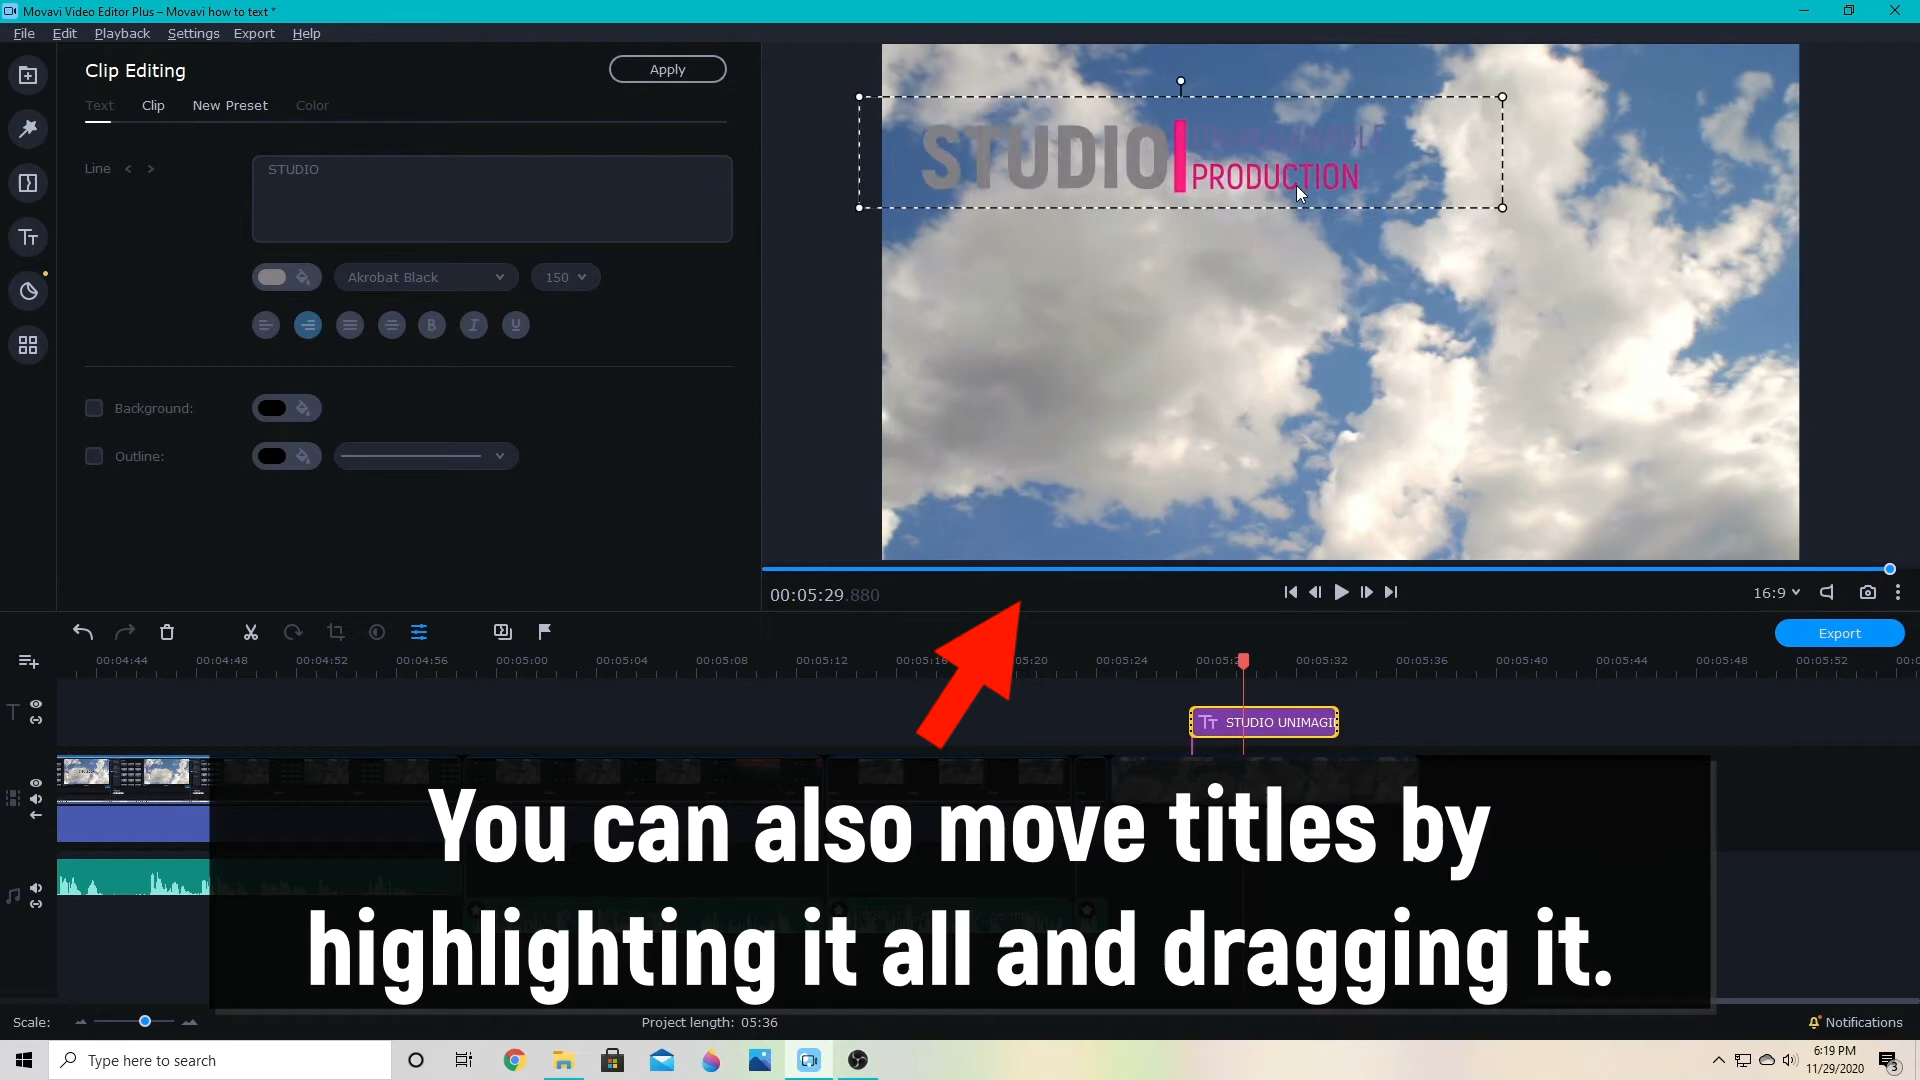 Movavi Video Editor Plus – Movavi how to text *
File Edit Playback Settings Export Help
Clip Editing
Apply
Text Clip New Preset Color
Line < >
STUDIO
Akrobat Black
150
B I U
Background:
Outline:
STUDIO
PRODUCTION
00:05:29.880
16:9
Export
00:04:44 00:04:48 00:04:52 00:04:56 00:05:00 00:05:04 00:05:08 00:05:12 00:05:16 00:05:24 00:05:32 00:05:36 00:05:40 00:05:44 00:05:48 00:05:52
Tт STUDIO UNIMAGI
You can also move titles by
highlighting it all and dragging it.
Scale:
Project length: 05:36
Notifications
Type here to search
6:19 PM
11/29/2020
3